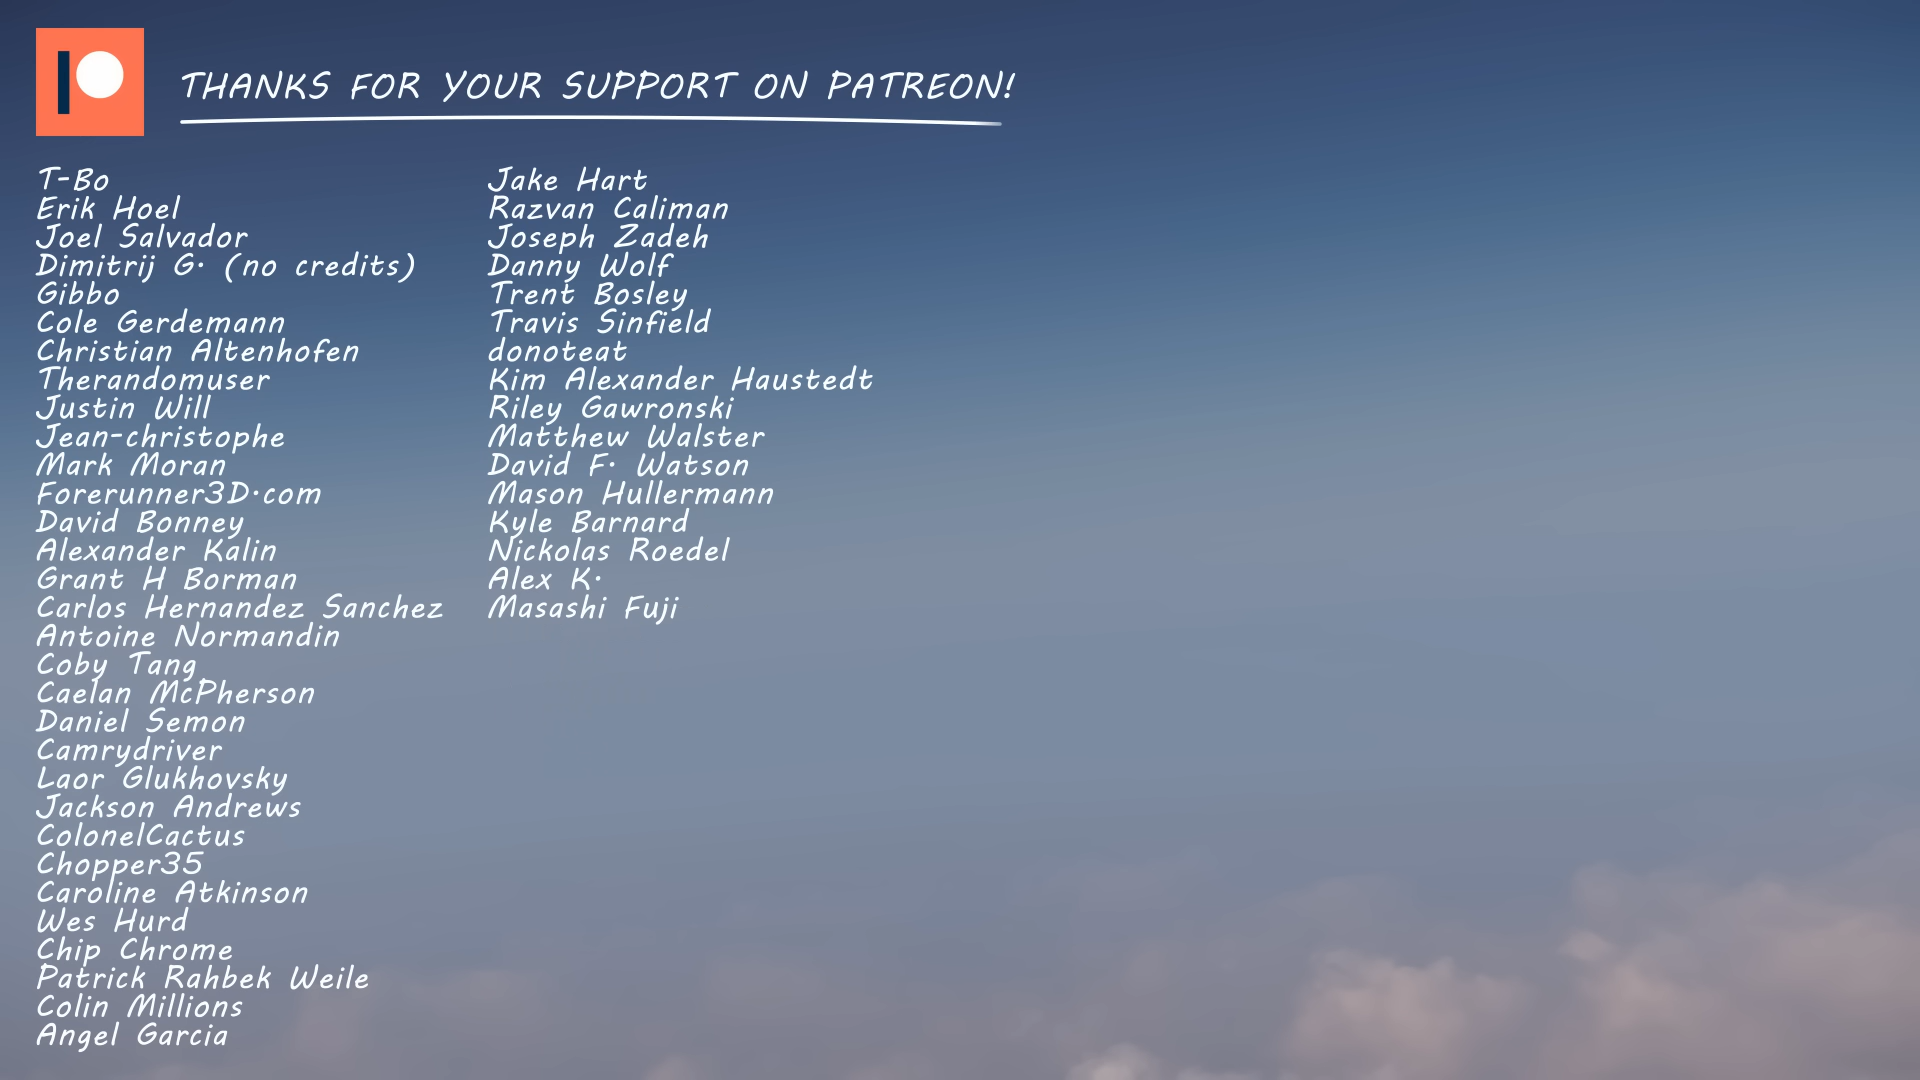 THANKS FOR YOUR SUPPORT ON PATREON!
T-Bo
Erik Hoel
Joel Salvador
Dimitrij G. (no credits)
Gibbo
Cole Gerdemann
Christian Altenhofen
Therandomuser
Justin Will
Jean-christophe
Mark Moran
Forerunner3D.com
David Bonney
Alexander Kalin
Grant H Borman
Carlos Hernandez Sanchez
Antoine Normandin
Coby Tang
Caelan McPherson
Daniel Semon
Camrydriver
Laor Glukhovsky
Jackson Andrews
ColonelCactus
Chopper35
Caroline Atkinson
Wes Hurd
Chip Chrome
Patrick Rahbek Weile
Colin Millions
Angel Garcia
Jake Hart
Razvan Caliman
Joseph Zadeh
Danny Wolf
Trent Bosley
Travis Sinfield
donoteat
Kim Alexander Haustedt
Riley Gawronski
Matthew Walster
David F. Watson
Mason Hullermann
Kyle Barnard
Nickolas Roedel
Alex K.
Masashi Fuji